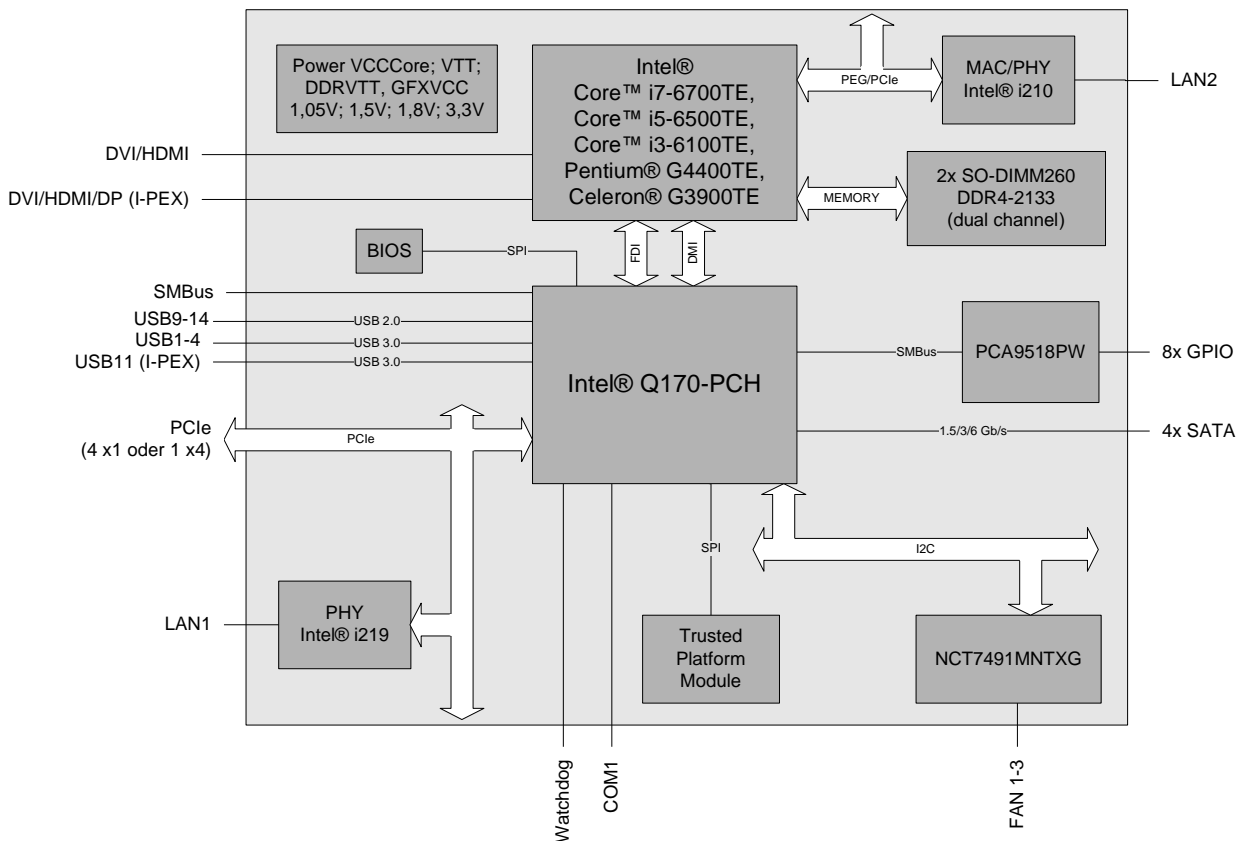 Power VCCCore; VTT;
DDRVTT, GFXVCC
1,05V; 1,5V; 1,8V; 3,3V
Intel®
Core™ i7-6700TE,
Core™ i5-6500TE,
Core™ i3-6100TE,
Pentium® G4400TE,
Celeron® G3900TE
PEG/PCIe
MAC/PHY
Intel® i210
LAN2
DVI/HDMI
DVI/HDMI/DP (I-PEX)
MEMORY
2x SO-DIMM260
DDR4-2133
(dual channel)
BIOS
SPI
FDI
DMI
SMBus
USB9-14
USB 2.0
USB1-4
USB 3.0
USB11 (I-PEX)
USB 3.0
Intel® Q170-PCH
SMBus
PCA9518PW
8x GPIO
PCIe
(4 x1 oder 1 x4)
PCIe
1.5/3/6 Gb/s
4x SATA
SPI
I2C
LAN1
PHY
Intel® i219
Trusted
Platform
Module
NCT7491MNTXG
Watchdog
COM1
FAN 1-3